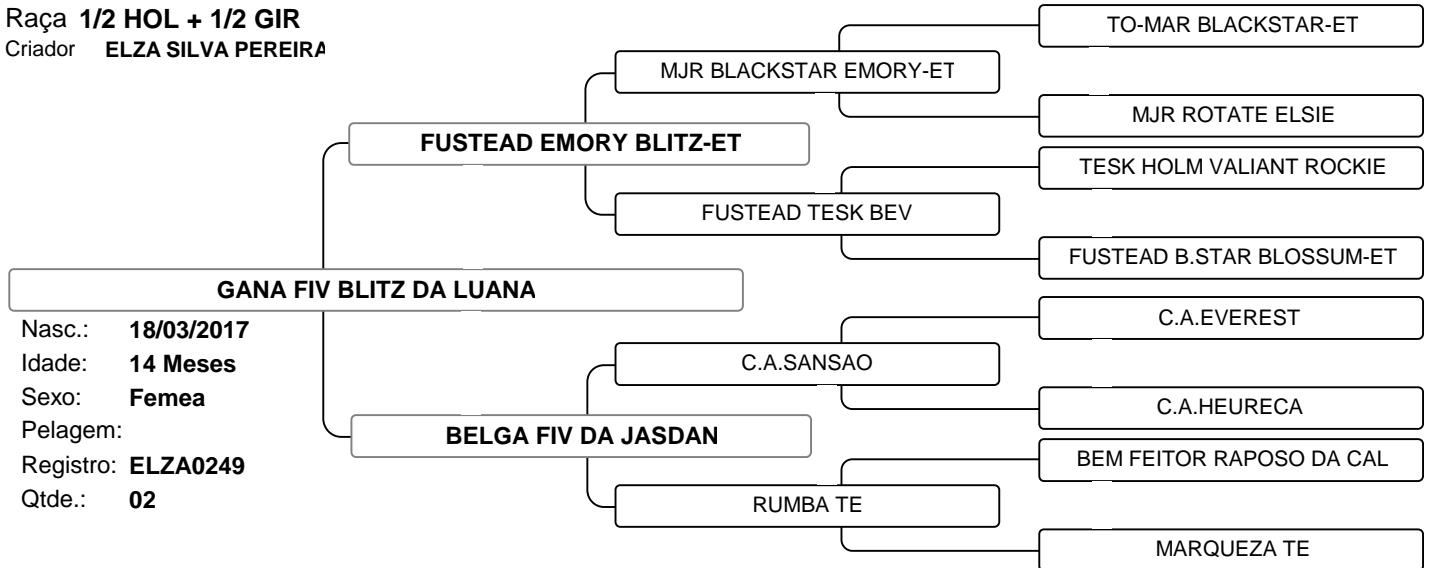 Raça 1/2 HOL + 1/2 GIR
Criador ELZA SILVA PEREIRA
TO-MAR BLACKSTAR-ET
MJR BLACKSTAR EMORY-ET
MJR ROTATE ELSIE
FUSTEAD EMORY BLITZ-ET
TESK HOLM VALIANT ROCKIE
FUSTEAD TESK BEV
FUSTEAD B.STAR BLOSSUM-ET
GANA FIV BLITZ DA LUANA
Nasc.: 18/03/2017
Idade: 14 Meses
Sexo: Femea
Pelagem:
Registro: ELZA0249
Qtde.: 02
C.A.EVEREST
C.A.SANSAO
C.A.HEURECA
BELGA FIV DA JASDAN
BEM FEITOR RAPOSO DA CAL
RUMBA TE
MARQUEZA TE